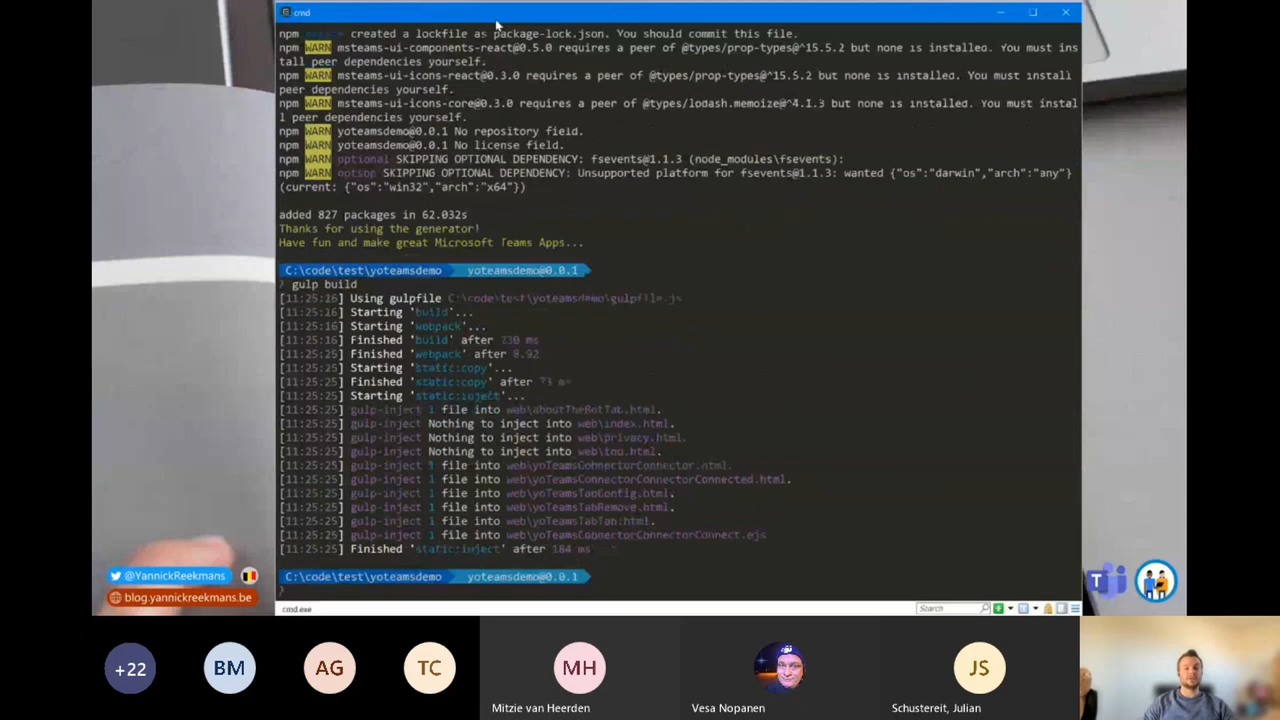 cmd
npm created a lockfile as package-lock.json. You should commit this file.
npm WARN msteams-ui-components-react@0.5.0 requires a peer of @types/prop-types@^15.5.2 but none is installed. You must ins
tall peer dependencies yourself.
npm WARN msteams-ui-icons-react@0.3.0 requires a peer of @types/prop-types@^15.5.2 but none is installed. You must install
peer dependencies yourself.
npm WARN msteams-ui-icons-core@0.3.0 requires a peer of @types/lodash.memoize@^4.1.3 but none is installed. You must instal
l peer dependencies yourself.
npm WARN yoteamsdemo@0.0.1 No repository field.
npm WARN yoteamsdemo@0.0.1 No license field.
npm WARN optional SKIPPING OPTIONAL DEPENDENCY: fsevents@1.1.3 (node_modules\fsevents):
npm WARN notsup SKIPPING OPTIONAL DEPENDENCY: Unsupported platform for fsevents@1.1.3: wanted {"os":"darwin","arch":"any"}
(current: {"os":"win32","arch":"x64"})
added 827 packages in 62.032s
Thanks for using the generator!
Have fun and make great Microsoft Teams Apps...
C:\code\test\yoteamsdemo yoteamsdemo@0.0.1
gulp build
[11:25:16] Using gulpfile C:\code\test\yoteamsdemo\gulpfile.js
[11:25:16] Starting 'build'...
[11:25:16] Starting 'webpack'...
[11:25:16] Finished 'build' after ms
[11:25:25] Finished 'webpack' after 8.92
[11:25:25] Starting 'static:copy'...
[11:25:25] Finished 'static:copy' after ms
[11:25:25] Starting 'static:inject'...
[11:25:25] gulp-inject 1 file into web\aboutTheBotTab.html.
[11:25:25] gulp-inject Nothing to inject into web\index.html.
[11:25:25] gulp-inject Nothing to inject into web\privacy.html.
[11:25:25] gulp-inject Nothing to inject into web\tou.html.
[11:25:25] gulp-inject 1 file into web\yoTeamsConnectorConnector.html.
[11:25:25] gulp-inject 1 file into web\yoTeamsConnectorConnectorConnected.html.
[11:25:25] gulp-inject 1 file into web\yoTeamsTabConfig.html.
[11:25:25] gulp-inject 1 file into web\yoTeamsTabRemove.html.
[11:25:25] gulp-inject 1 file into web\yoTeamsTabTab.html.
[11:25:25] gulp-inject 1 file into web\yoTeamsConnectorConnectorConnect.ejs
[11:25:25] Finished 'static:inject' after 184 ms
C:\code\test\yoteamsdemo yoteamsdemo@0.0.1
cmd.exe
Search
@YannickReekmans
blog.yannickreekmans.be
T
+22
BM
AG
TC
MH
JS
Mitzie van Heerden
Vesa Nopanen
Schustereit, Julian